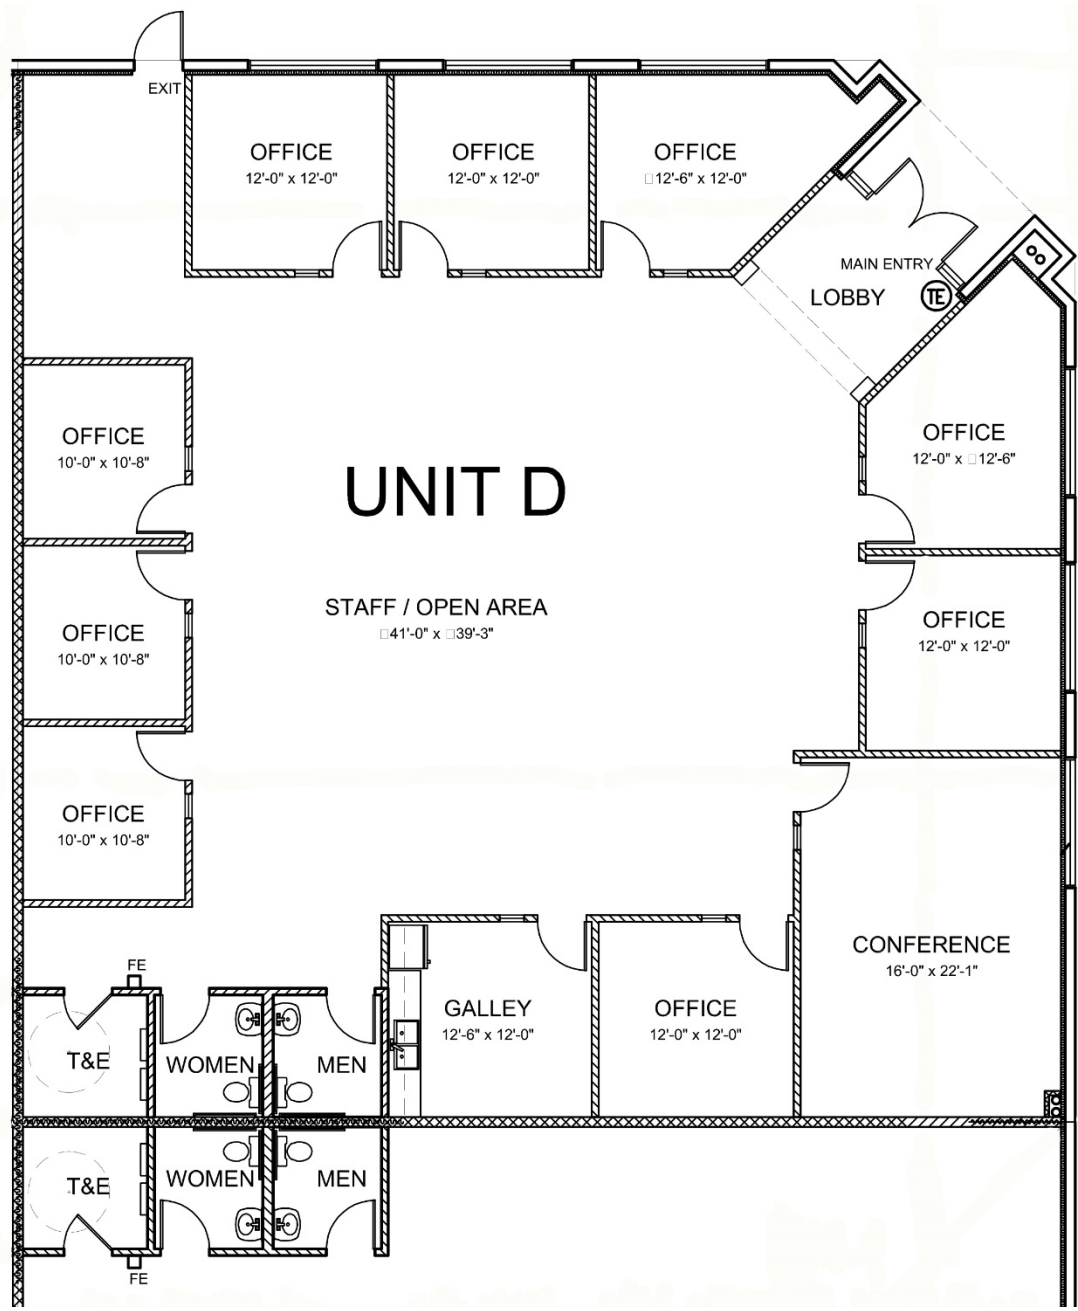 EXIT
OFFICE
12'-0" x 12'-0"
OFFICE
12'-0" x 12'-0"
OFFICE
□12'-6" x 12'-0"
MAIN ENTRY
LOBBY
TE
OFFICE
10'-0" x 10'-8"
OFFICE
12'-0" x □12'-6"
UNIT D
STAFF / OPEN AREA
□41'-0" x □39'-3"
OFFICE
10'-0" x 10'-8"
OFFICE
12'-0" x 12'-0"
OFFICE
10'-0" x 10'-8"
CONFERENCE
16'-0" x 22'-1"
FE
GALLEY
12'-6" x 12'-0"
OFFICE
12'-0" x 12'-0"
T&E
WOMEN
MEN
T&E
WOMEN
MEN
FE